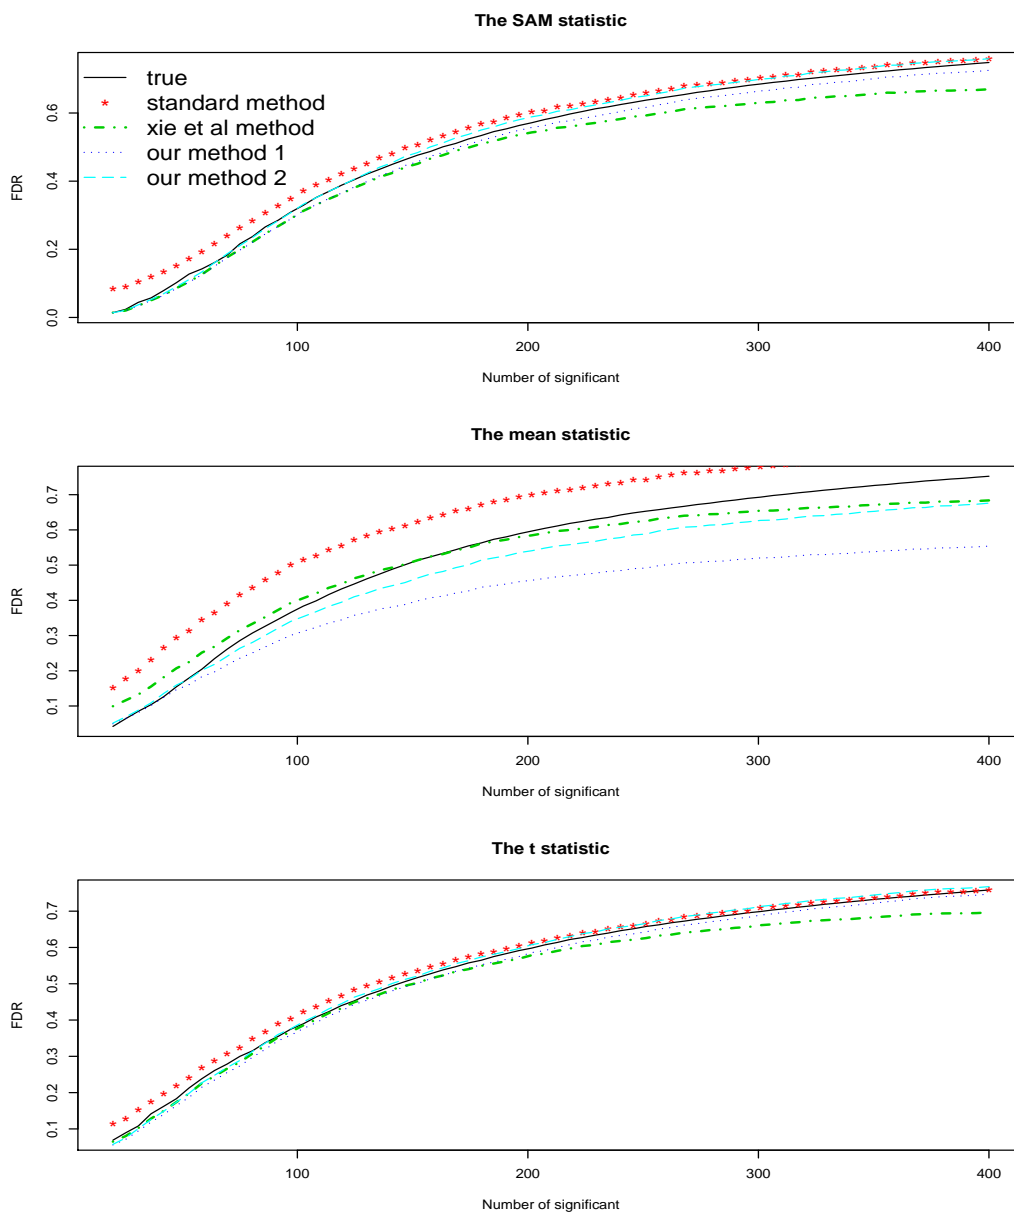 The SAM statistic
true
standard method
xie et al method
our method 1
our method 2
FDR
0.0
0.2
0.4
0.6
100
200
300
400
Number of significant
The mean statistic
FDR
0.1
0.2
0.3
0.4
0.5
0.6
0.7
100
200
300
400
Number of significant
The t statistic
FDR
0.1
0.2
0.3
0.4
0.5
0.6
0.7
100
200
300
400
Number of significant